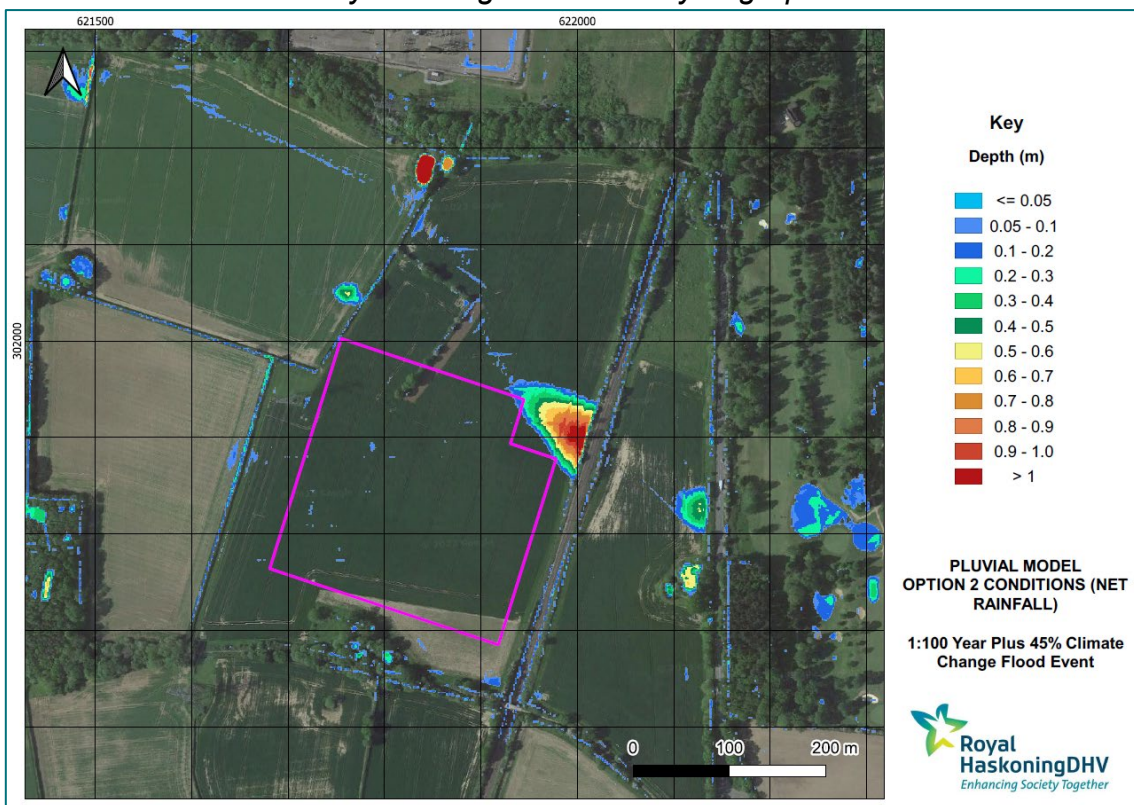 621500
622000
302000
Key
Depth (m)
<= 0.05
0.05 - 0.1
0.1 - 0.2
0.2 - 0.3
0.3 - 0.4
0.4 - 0.5
0.5 - 0.6
0.6 - 0.7
0.7 - 0.8
0.8 - 0.9
0.9 - 1.0
> 1
PLUVIAL MODEL
OPTION 2 CONDITIONS (NET
RAINFALL)
1:100 Year Plus 45% Climate
Change Flood Event
0 100 200 m
Royal
HaskoningDHV
Enhancing Society Together